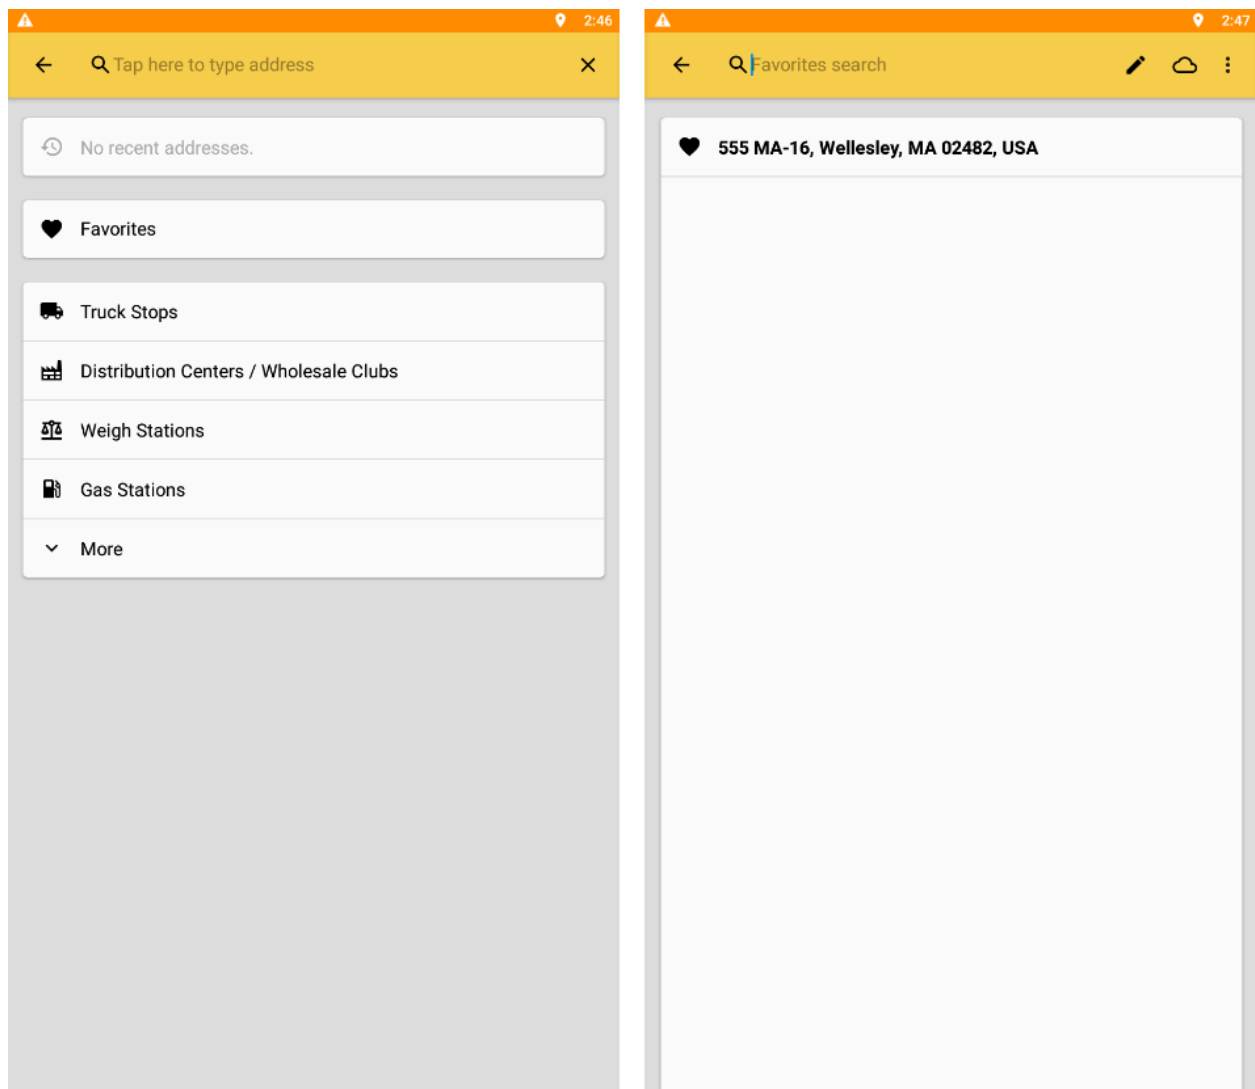 2:46
Tap here to type address
No recent addresses.
Favorites
Truck Stops
Distribution Centers / Wholesale Clubs
Weigh Stations
Gas Stations
More
2:47
Favorites search
555 MA-16, Wellesley, MA 02482, USA